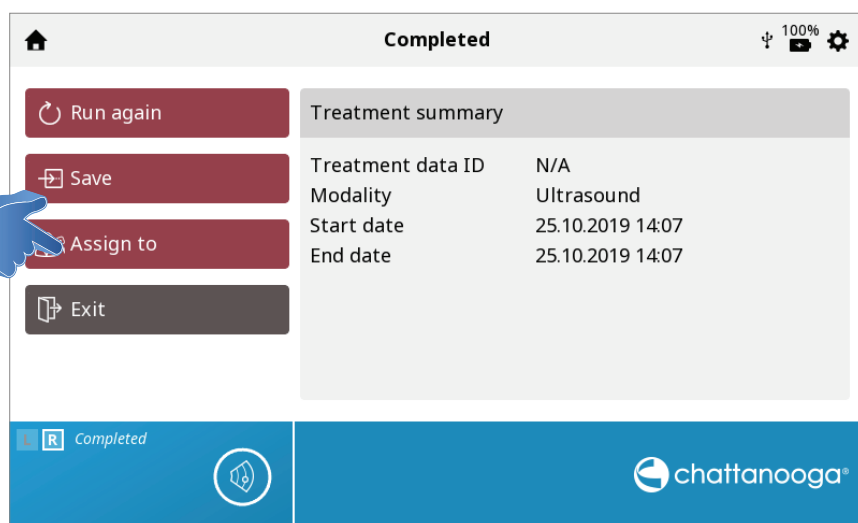 Completed
100%
Run again
Save
Assign to
Exit
Treatment summary
Treatment data ID N/A
Modality Ultrasound
Start date 25.10.2019 14:07
End date 25.10.2019 14:07
L R Completed
chattanooga®